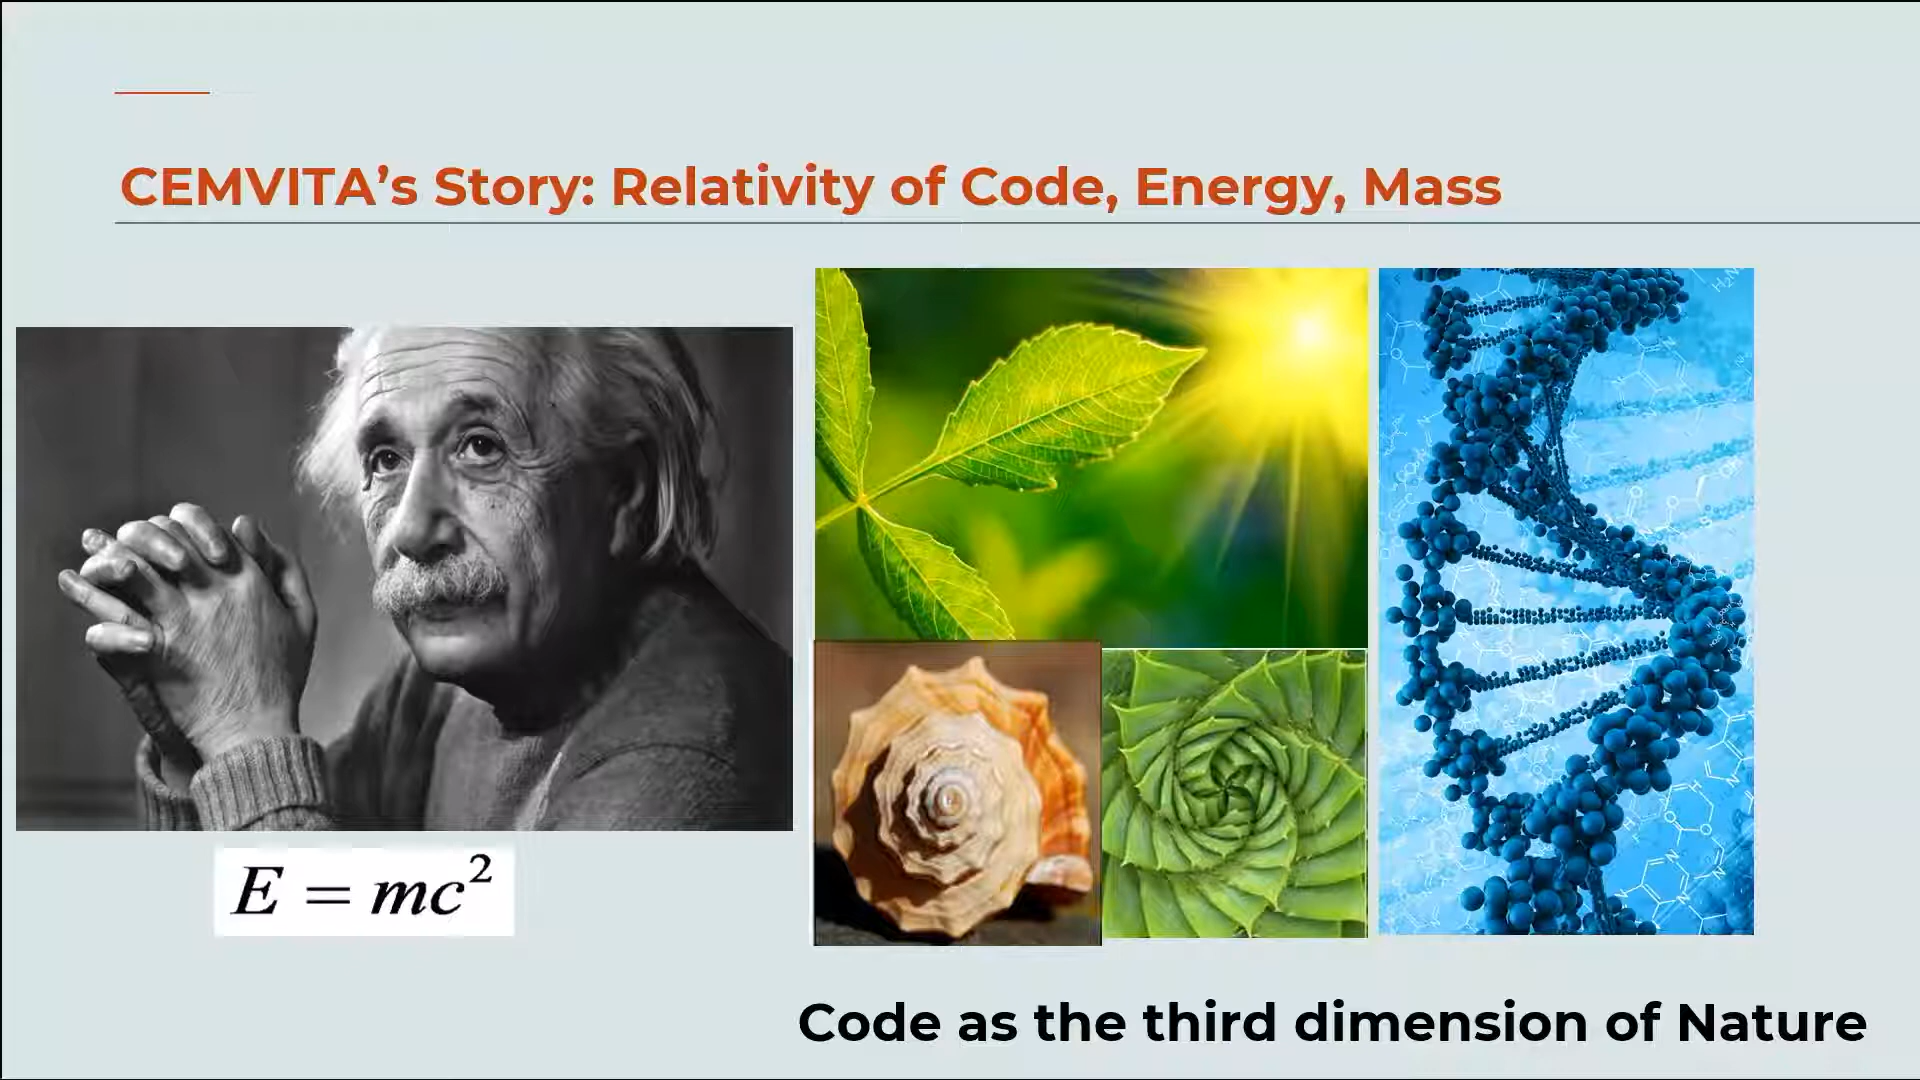 CEMVITA’s Story: Relativity of Code, Energy, Mass
E = mc²
Code as the third dimension of Nature